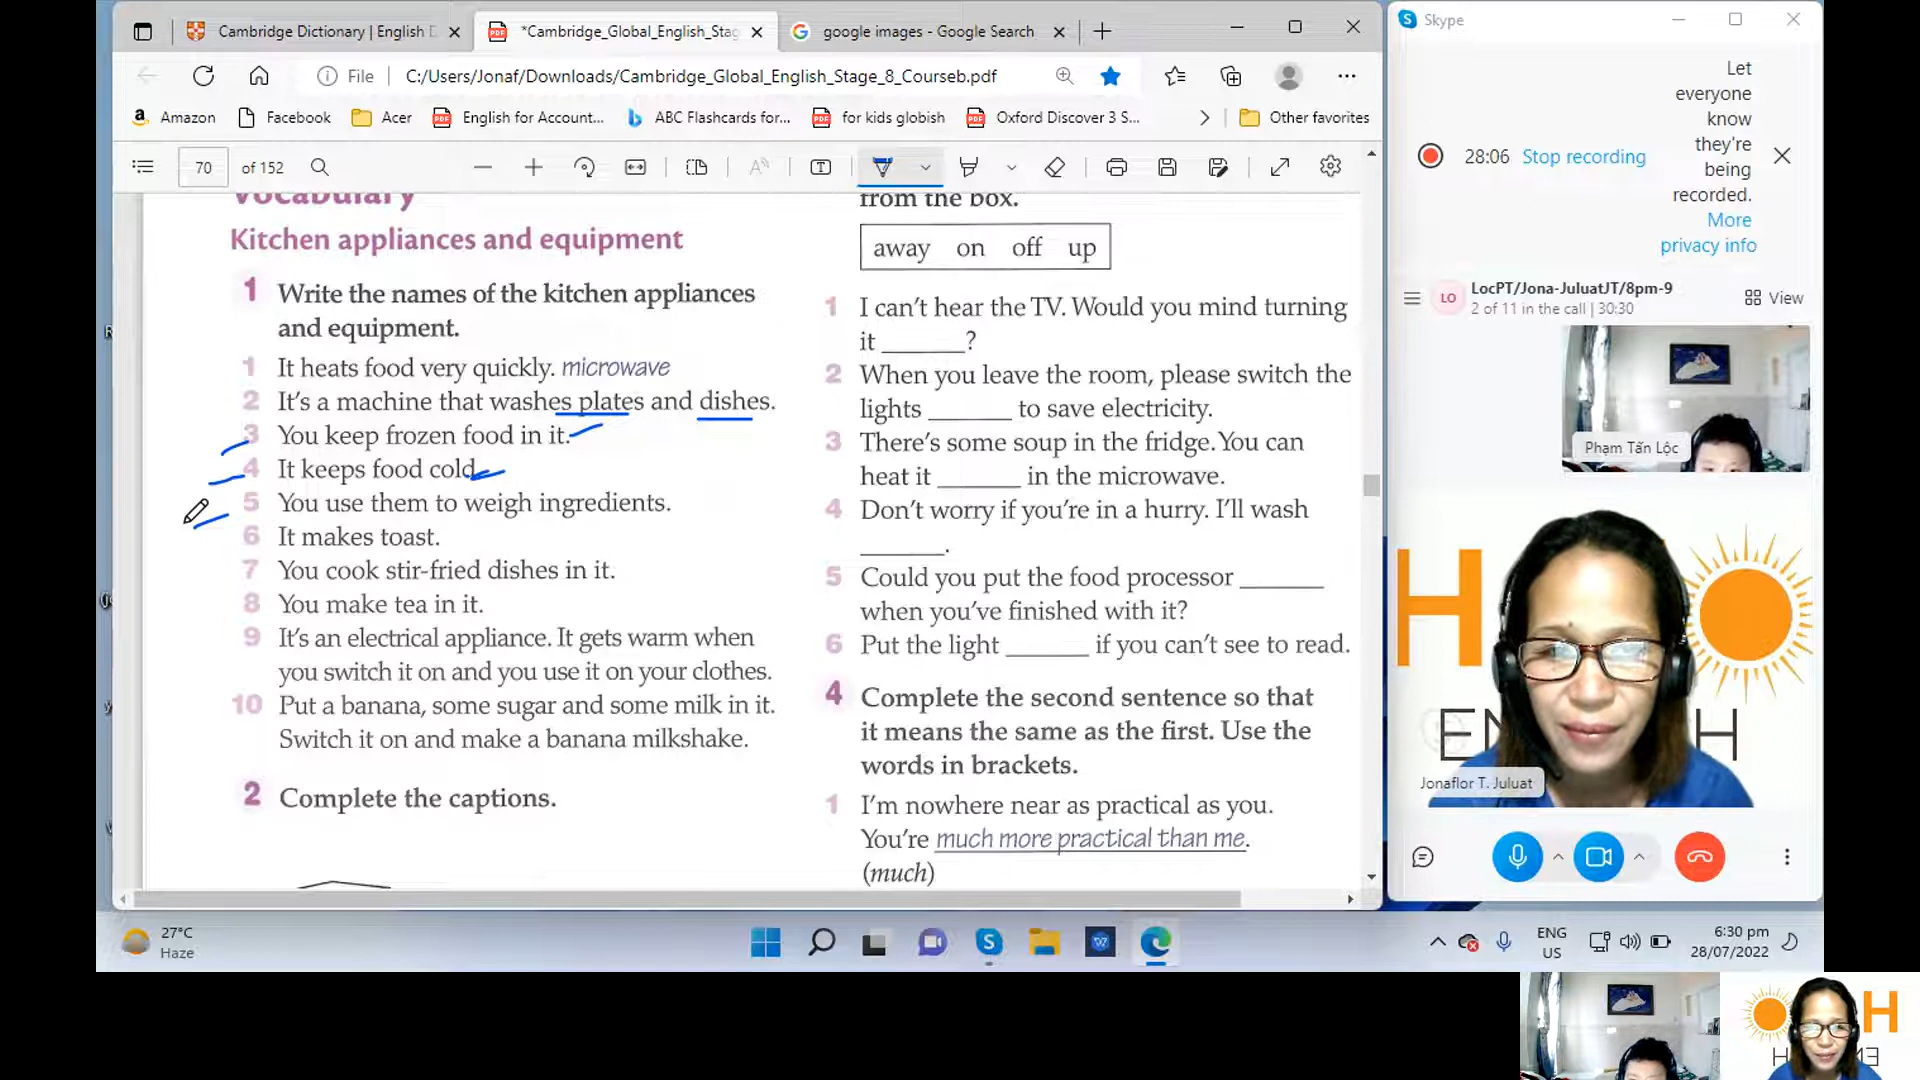 Cambridge Dictionary | English D
*Cambridge_Global_English_Stag
google images - Google Search
File
C:/Users/Jonaf/Downloads/Cambridge_Global_English_Stage_8_Courseb.pdf
Amazon
Facebook
Acer
English for Account...
ABC Flashcards for...
for kids globish
Oxford Discover 3 S...
Other favorites
70 of 152
Vocabulary
Kitchen appliances and equipment
1 Write the names of the kitchen appliances
and equipment.
1 It heats food very quickly. microwave
2 It's a machine that washes plates and dishes.
3 You keep frozen food in it.
4 It keeps food cold
5 You use them to weigh ingredients.
6 It makes toast.
7 You cook stir-fried dishes in it.
8 You make tea in it.
9 It's an electrical appliance. It gets warm when
you switch it on and you use it on your clothes.
10 Put a banana, some sugar and some milk in it.
Switch it on and make a banana milkshake.
2 Complete the captions.
from the box.
away on off up
1 I can't hear the TV. Would you mind turning
it _______?
2 When you leave the room, please switch the
lights _______ to save electricity.
3 There's some soup in the fridge. You can
heat it _______ in the microwave.
4 Don't worry if you're in a hurry. I'll wash
_______.
5 Could you put the food processor _______
when you've finished with it?
6 Put the light _______ if you can't see to read.
4 Complete the second sentence so that
it means the same as the first. Use the
words in brackets.
1 I'm nowhere near as practical as you.
You're much more practical than me.
(much)
Skype
28:06 Stop recording
Let
everyone
know
they're
being
recorded.
More
privacy info
LO
LocPT/Jona-JuluatJT/8pm-9
2 of 11 in the call | 30:30
View
Phạm Tấn Lộc
H
EN H
Jonaflor T. Juluat
27°C
Haze
ENG
US
6:30 pm
28/07/2022
H